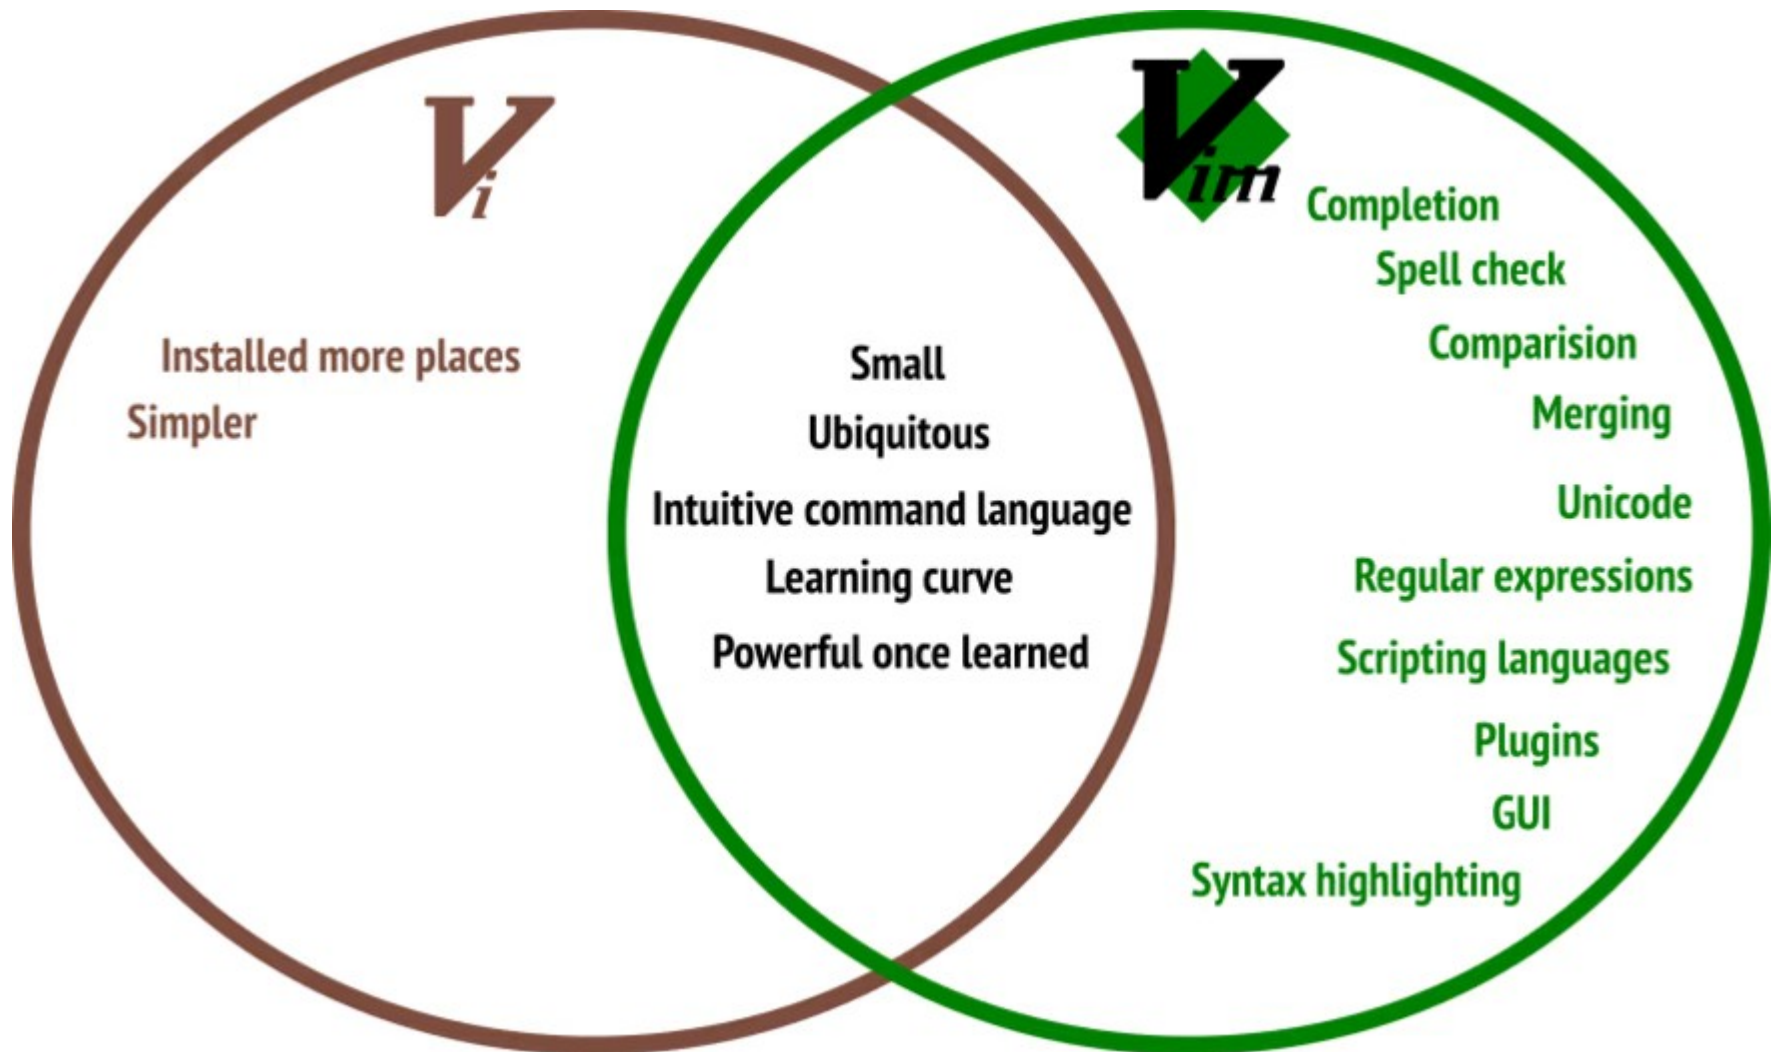 Vi
Installed more places
Simpler
Small
Ubiquitous
Intuitive command language
Learning curve
Powerful once learned
Vim
Completion
Spell check
Comparision
Merging
Unicode
Regular expressions
Scripting languages
Plugins
GUI
Syntax highlighting